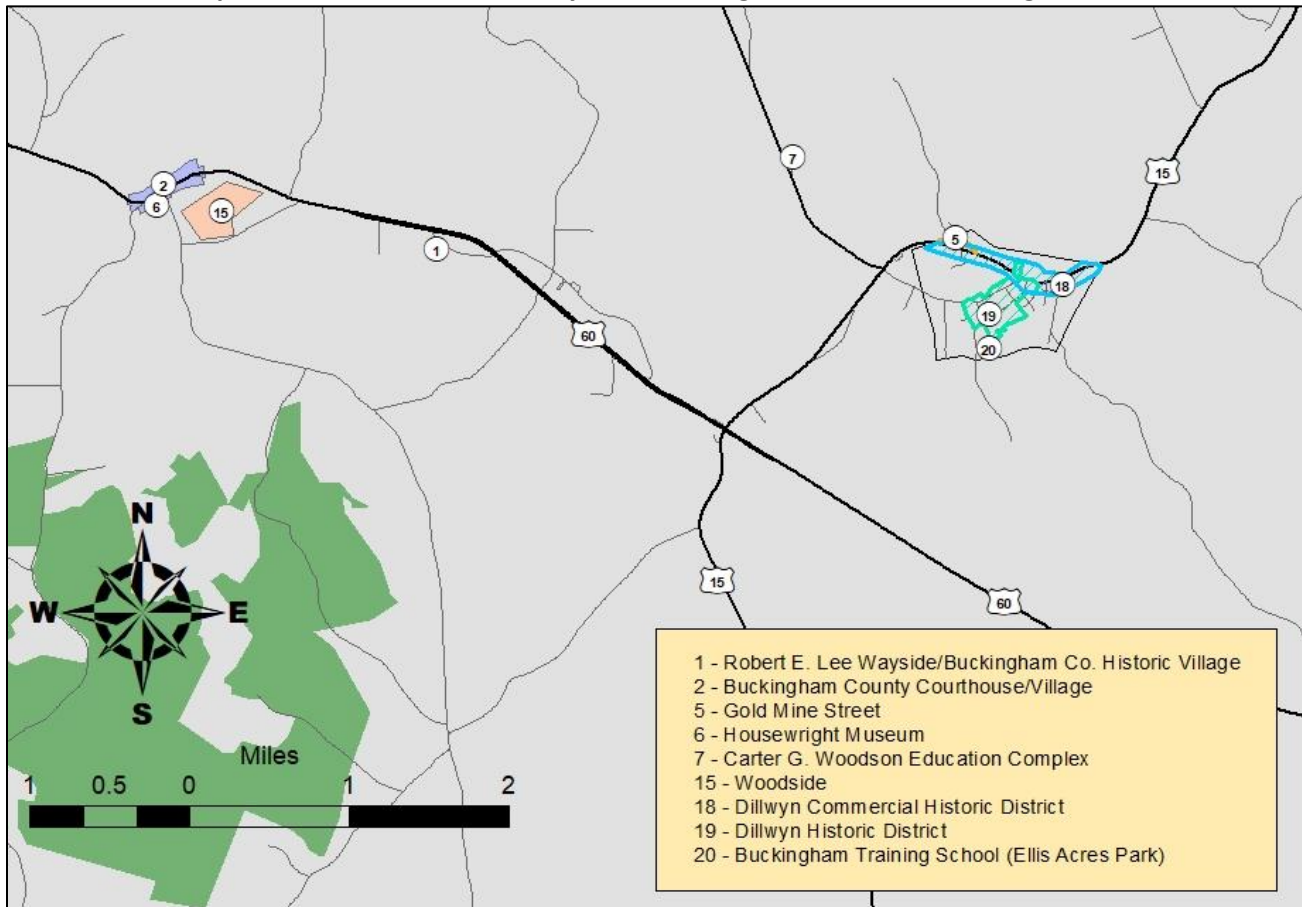 7
15
2
6
15
1
5
18
19
20
60
15
60
N
W E
S
Miles
1 0.5 0 1 2
1 - Robert E. Lee Wayside/Buckingham Co. Historic Village
2 - Buckingham County Courthouse/Village
5 - Gold Mine Street
6 - Housewright Museum
7 - Carter G. Woodson Education Complex
15 - Woodside
18 - Dillwyn Commercial Historic District
19 - Dillwyn Historic District
20 - Buckingham Training School (Ellis Acres Park)